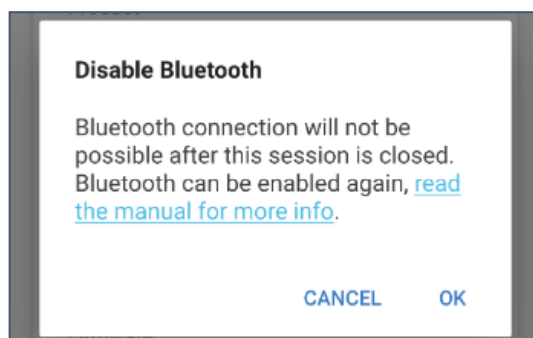 Disable Bluetooth
Bluetooth connection will not be
possible after this session is closed.
Bluetooth can be enabled again, read
the manual for more info.
CANCEL OK